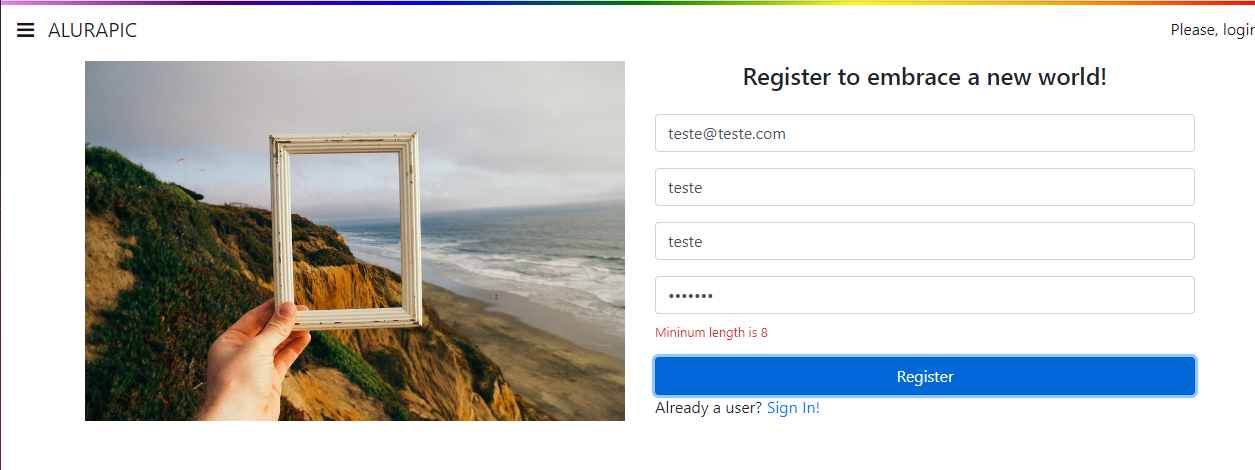 ALURAPIC
Please, login
Register to embrace a new world!
teste@teste.com
teste
teste
•••••••
Mininum length is 8
Register
Already a user? Sign In!